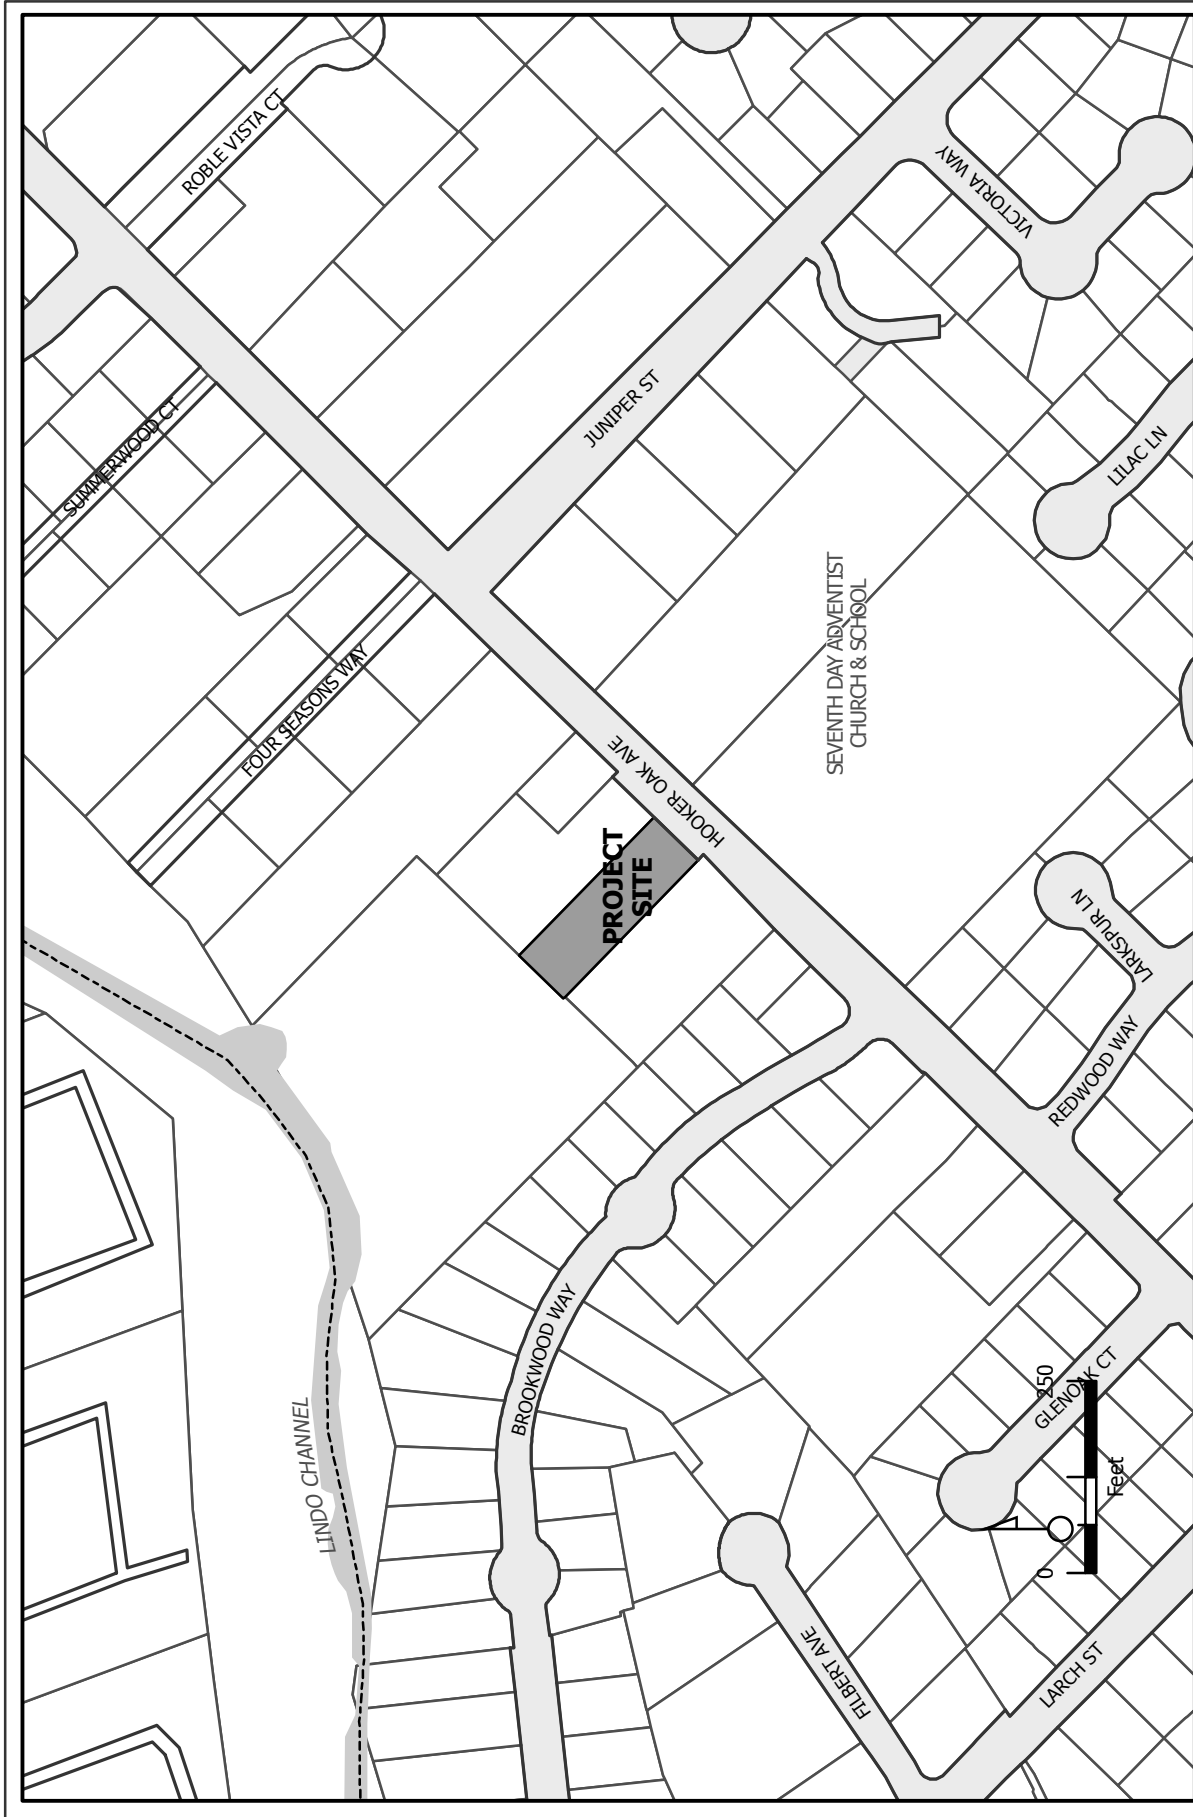 ROBLE VISTA CT
VICTORIA WAY
SUMMERWOOD CT
JUNIPER ST
LILAC LN
SEVENTH DAY ADVENTIST
CHURCH & SCHOOL
FOUR SEASONS WAY
HOOKER OAK AVE
PROJECT
SITE
LARKSPUR LN
REDWOOD WAY
BROOKWOOD WAY
LINDO CHANNEL
GLENOAK CT
0
250
Feet
FILBERT AVE
LARCH ST